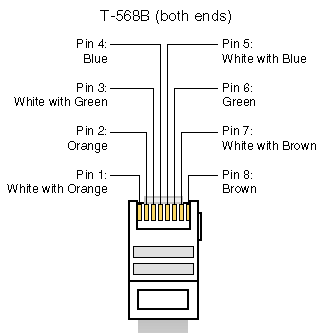 T-568B (both ends)
Pin 4:
Blue
Pin 5:
White with Blue
Pin 3:
White with Green
Pin 6:
Green
Pin 2:
Orange
Pin 7:
White with Brown
Pin 1:
White with Orange
Pin 8:
Brown